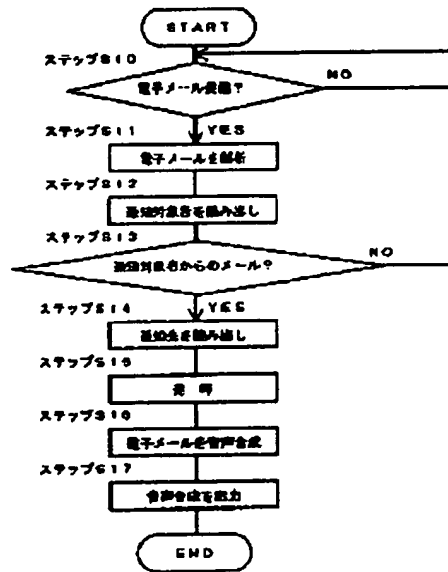 START
ステップS10
電子メール受信?
NO
ステップS11
YES
電子メールを解析
ステップS12
通知対象者を読み出し
ステップS13
NO
通知対象者からのメール?
ステップS14
YES
通知先を読み出し
ステップS15
ステップS16
電子メールを音声合成
ステップS17
音声合成を出力
END